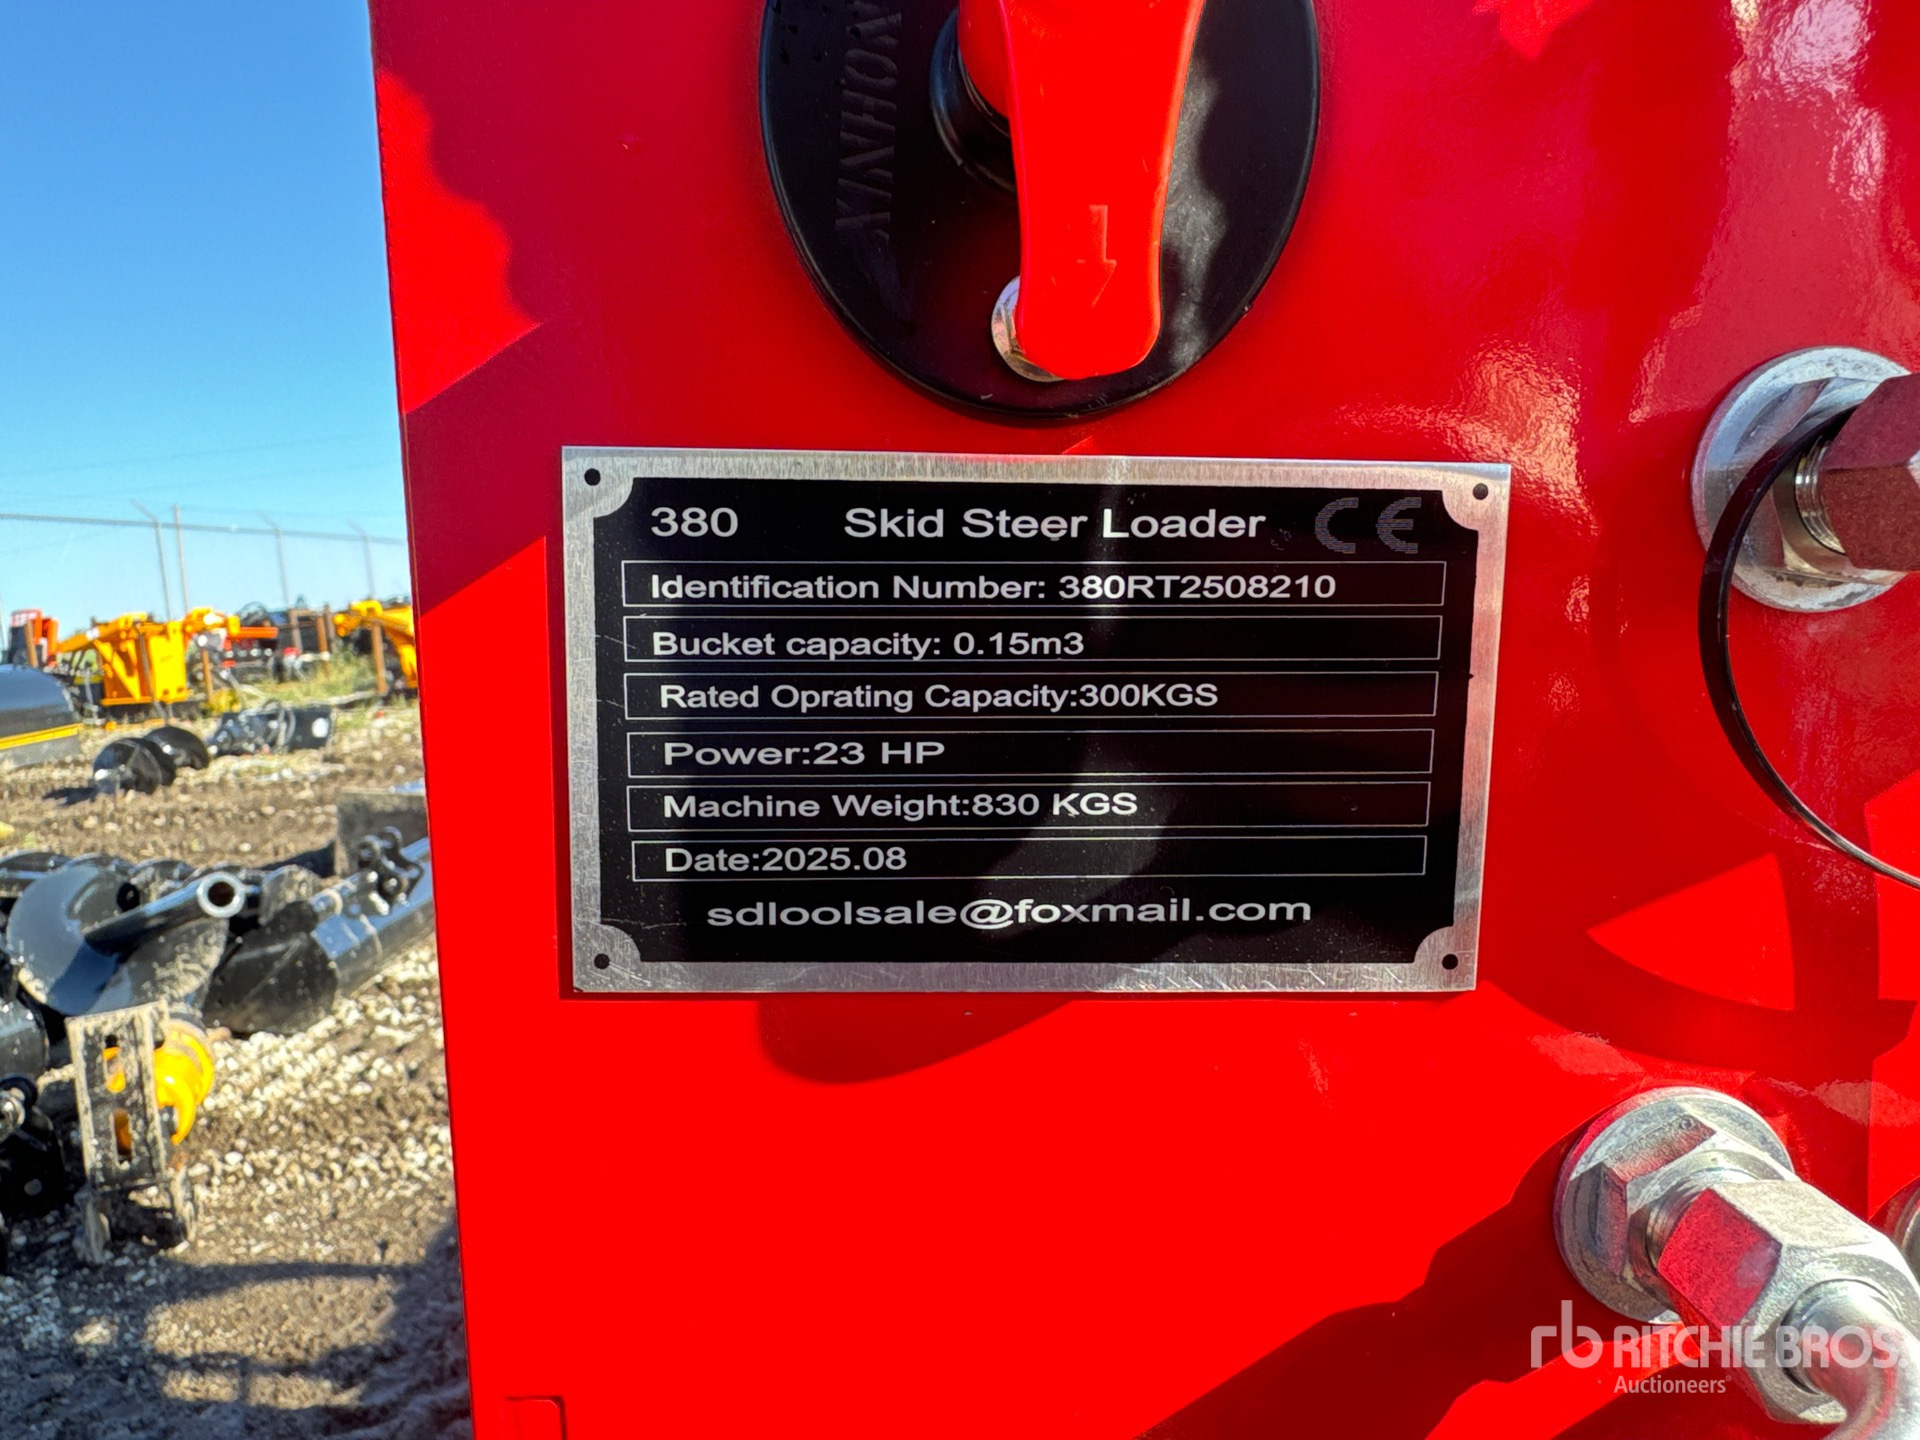 XINHONG
380 Skid Steer Loader CE
Identification Number: 380RT2508210
Bucket capacity: 0.15m3
Rated Oprating Capacity:300KGS
Power:23 HP
Machine Weight:830 KGS
Date:2025.08
sdloolsale@foxmail.com
rb RITCHIE BROS.
Auctioneers®